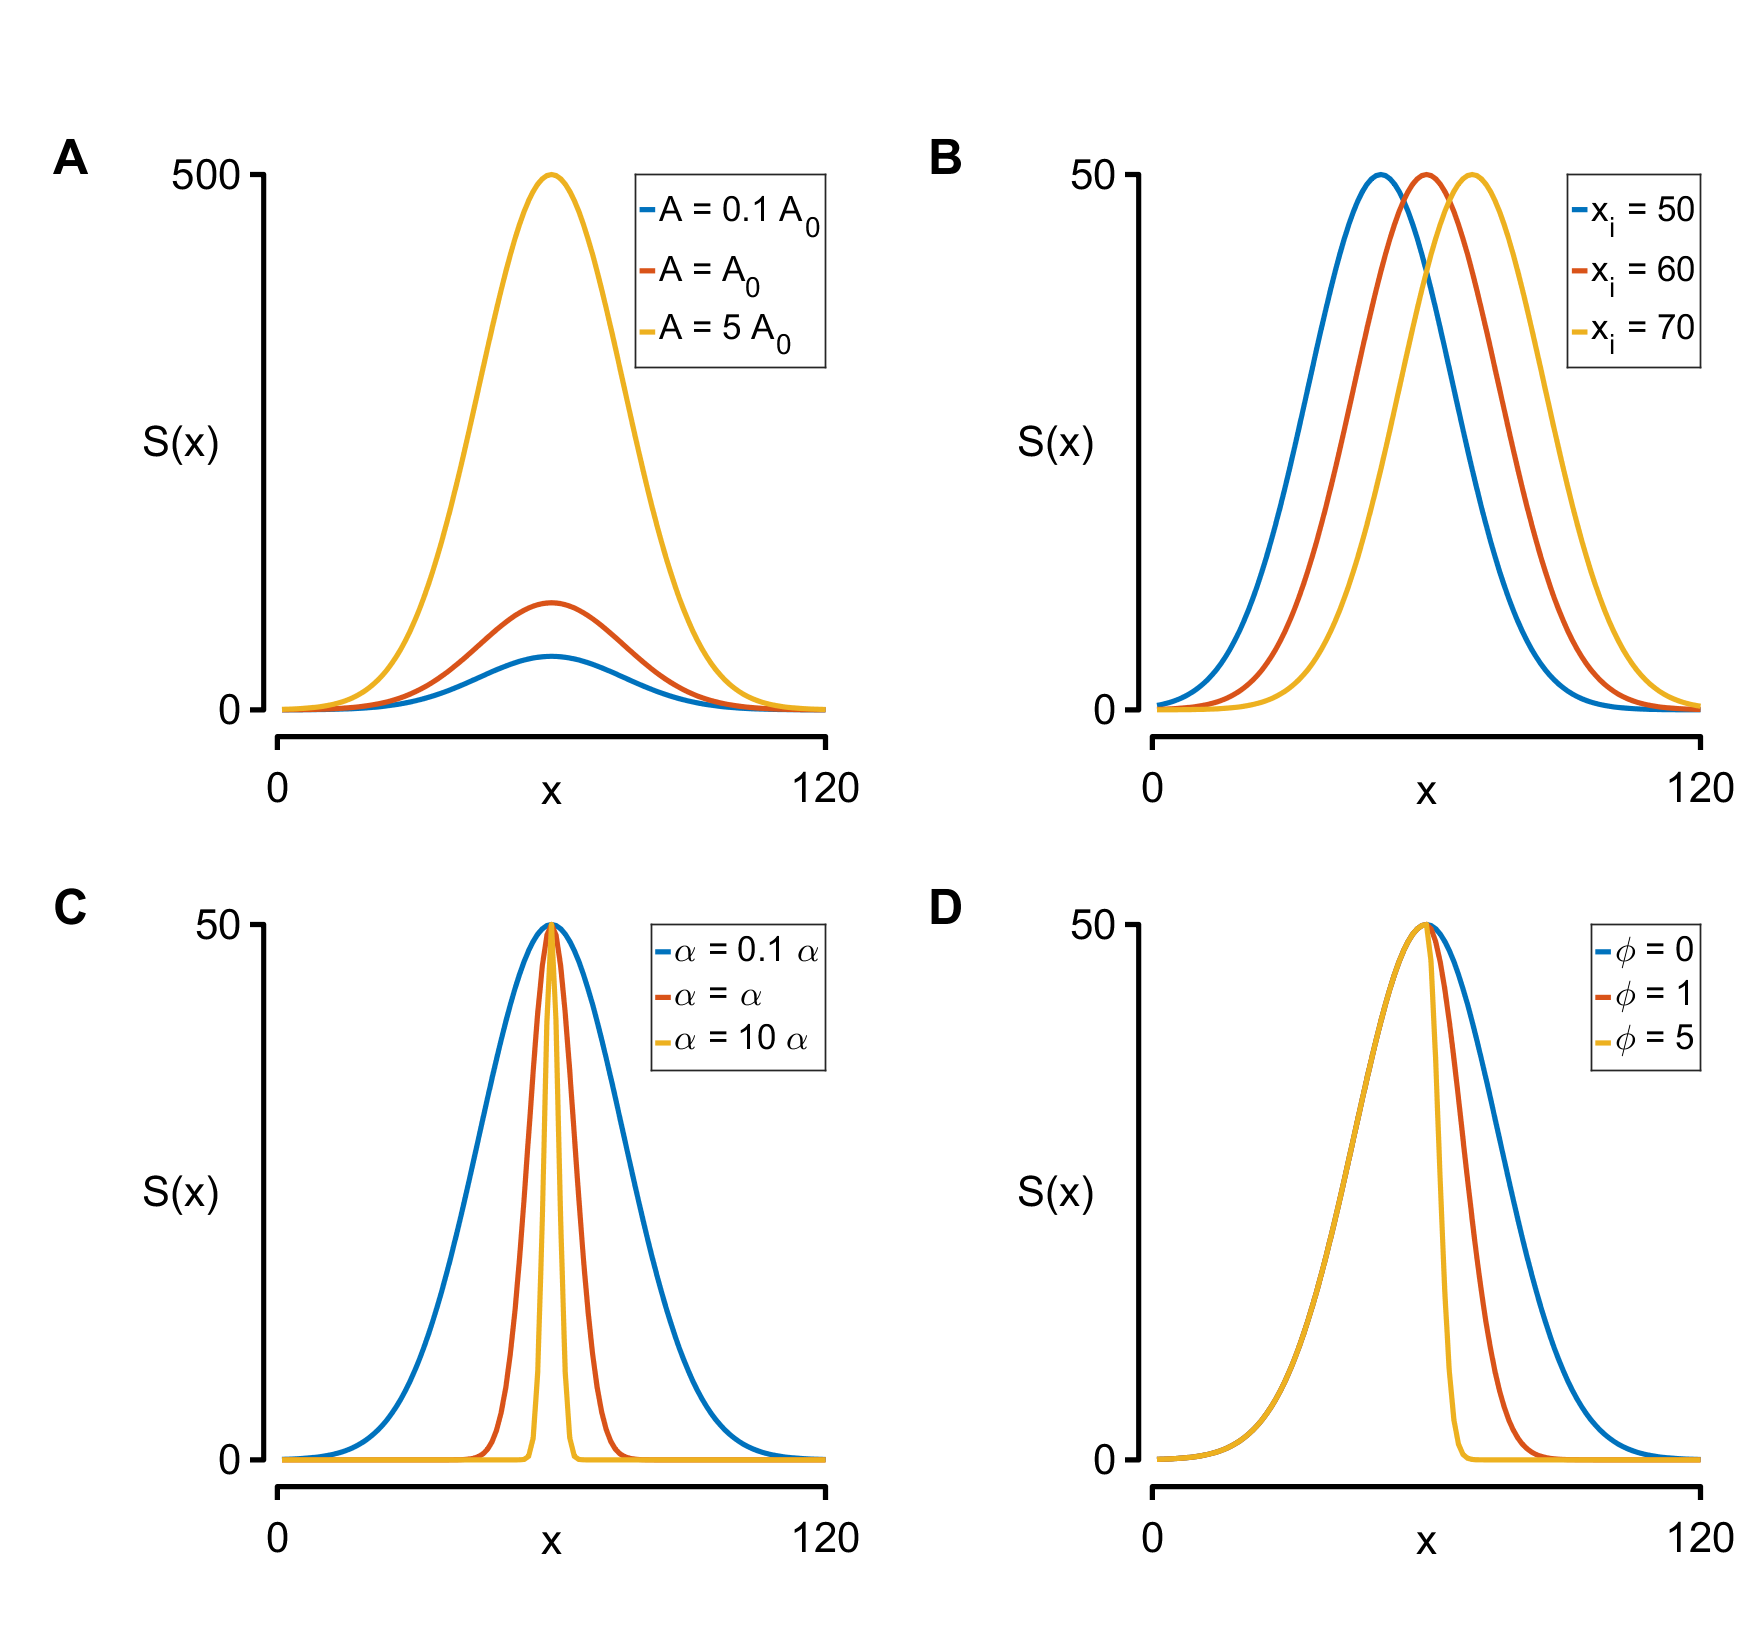 A
500
A = 0.1 A₀
A = A₀
A = 5 A₀
S(x)
0
0
x
120
B
50
xᵢ = 50
xᵢ = 60
xᵢ = 70
S(x)
0
0
x
120
C
50
α = 0.1 α
α = α
α = 10 α
S(x)
0
0
x
120
D
50
ϕ = 0
ϕ = 1
ϕ = 5
S(x)
0
0
x
120